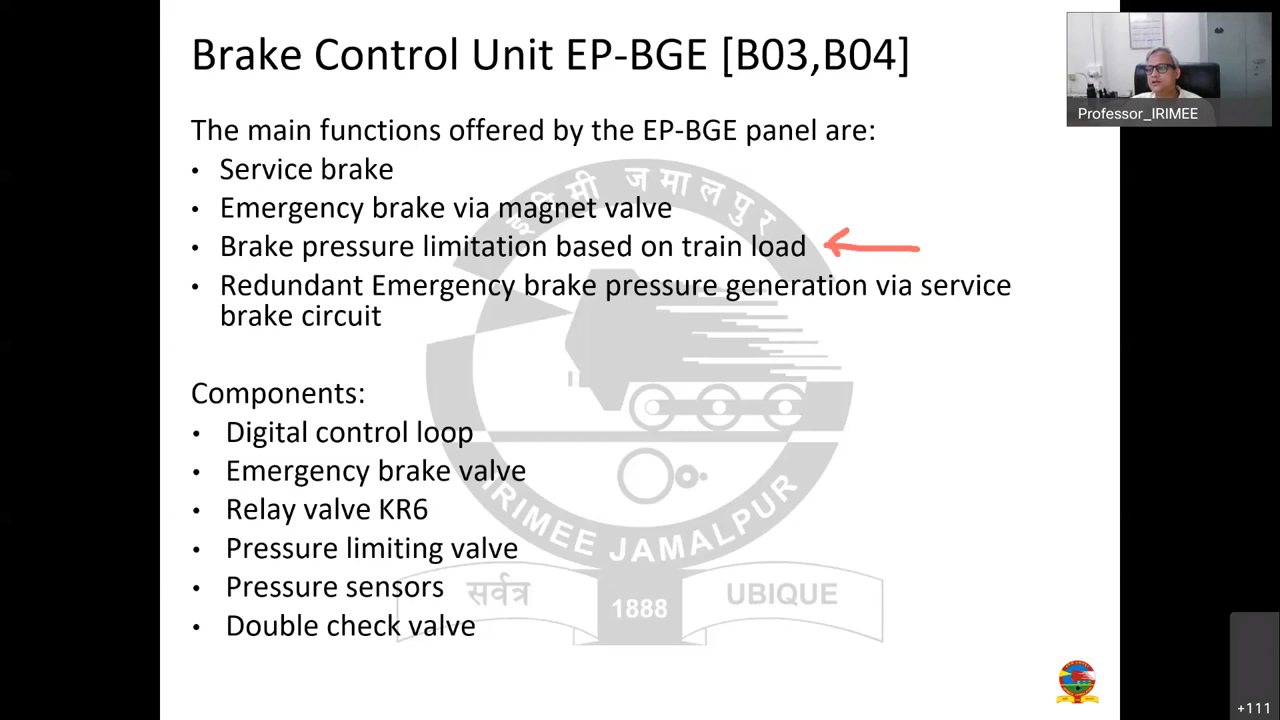 Brake Control Unit EP-BGE [B03,B04]
Professor_IRIMEE
The main functions offered by the EP-BGE panel are:
• Service brake
• Emergency brake via magnet valve
• Brake pressure limitation based on train load
• Redundant Emergency brake pressure generation via service
brake circuit
Components:
• Digital control loop
• Emergency brake valve
• Relay valve KR6
• Pressure limiting valve
• Pressure sensors
• Double check valve
इरिमी जमालपुर
IRIMEE JAMALPUR
सर्वत्र
1888
UBIQUE
+111